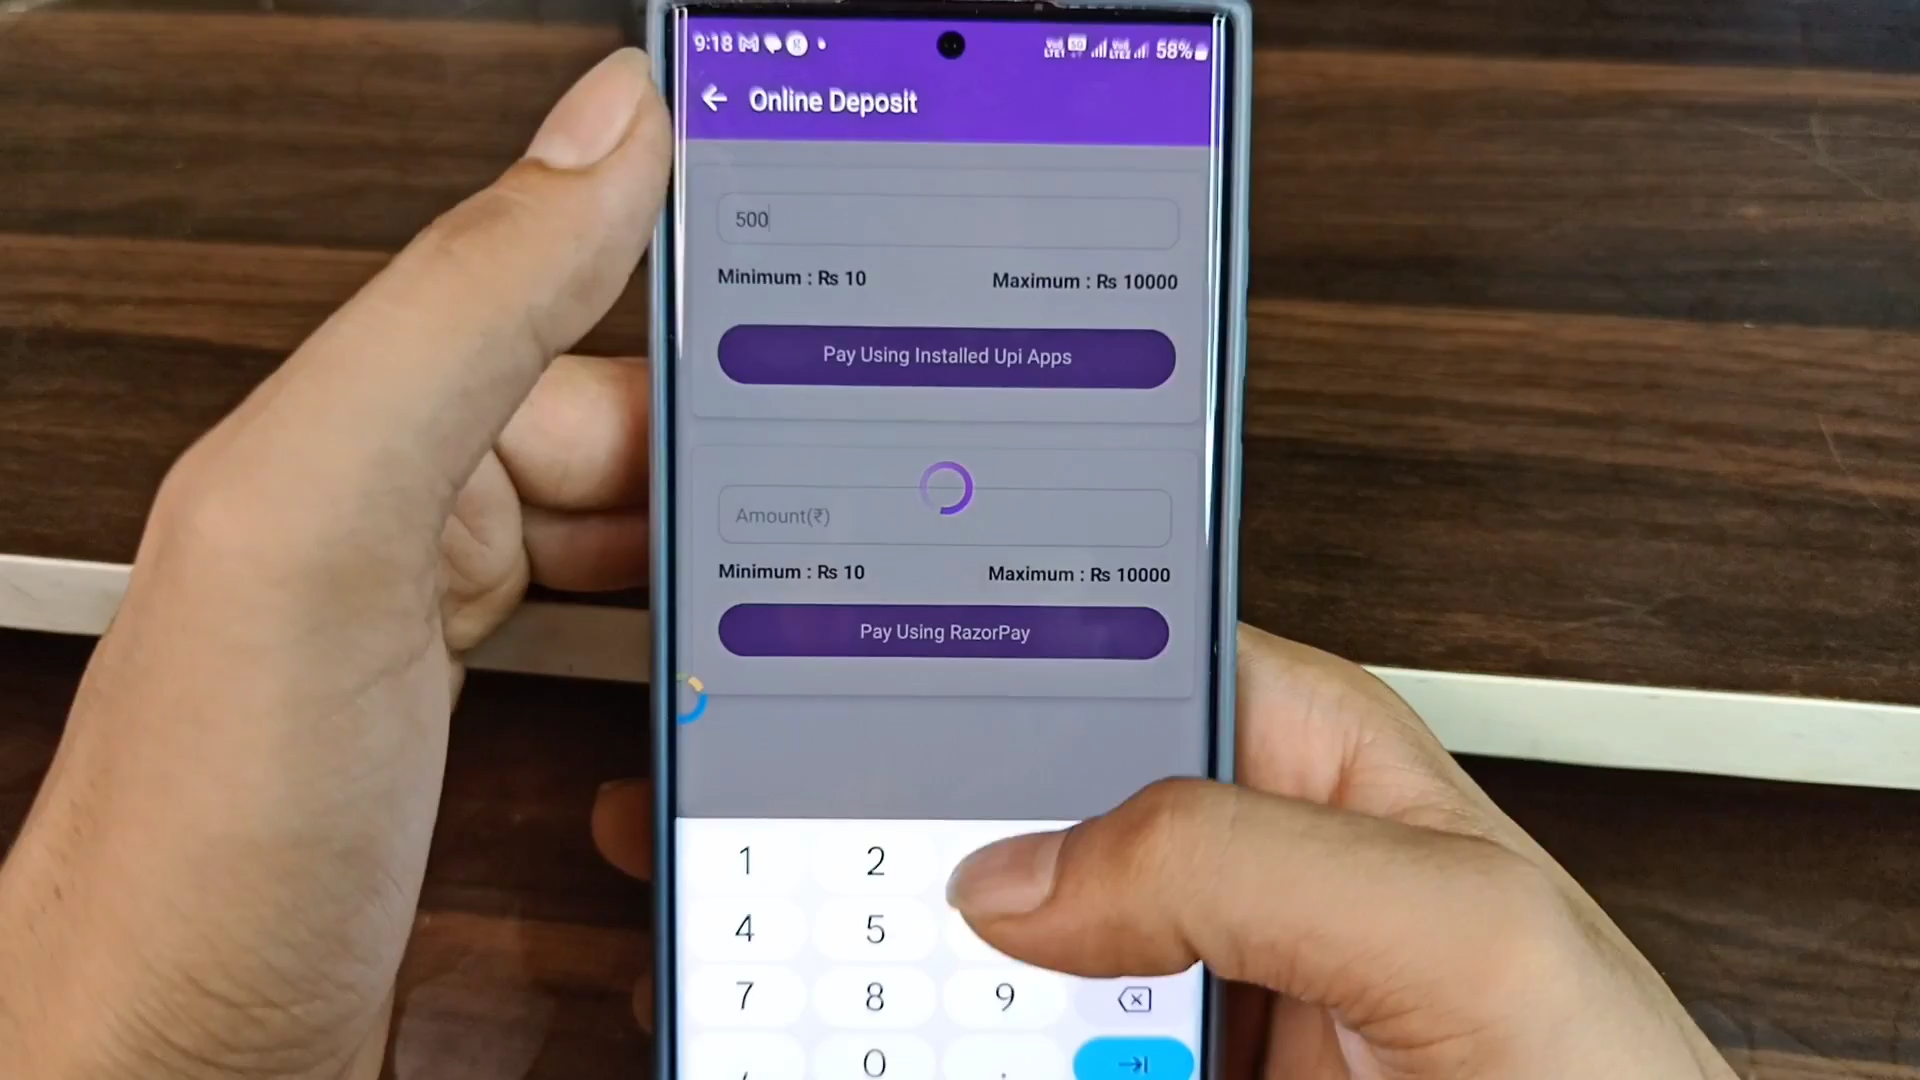 9:18 58%
Online Deposit
500
Minimum : Rs 10 Maximum : Rs 10000
Pay Using Installed Upi Apps
Amount(₹)
Minimum : Rs 10 Maximum : Rs 10000
Pay Using RazorPay
1 2
4 5
7 8 9
0 .